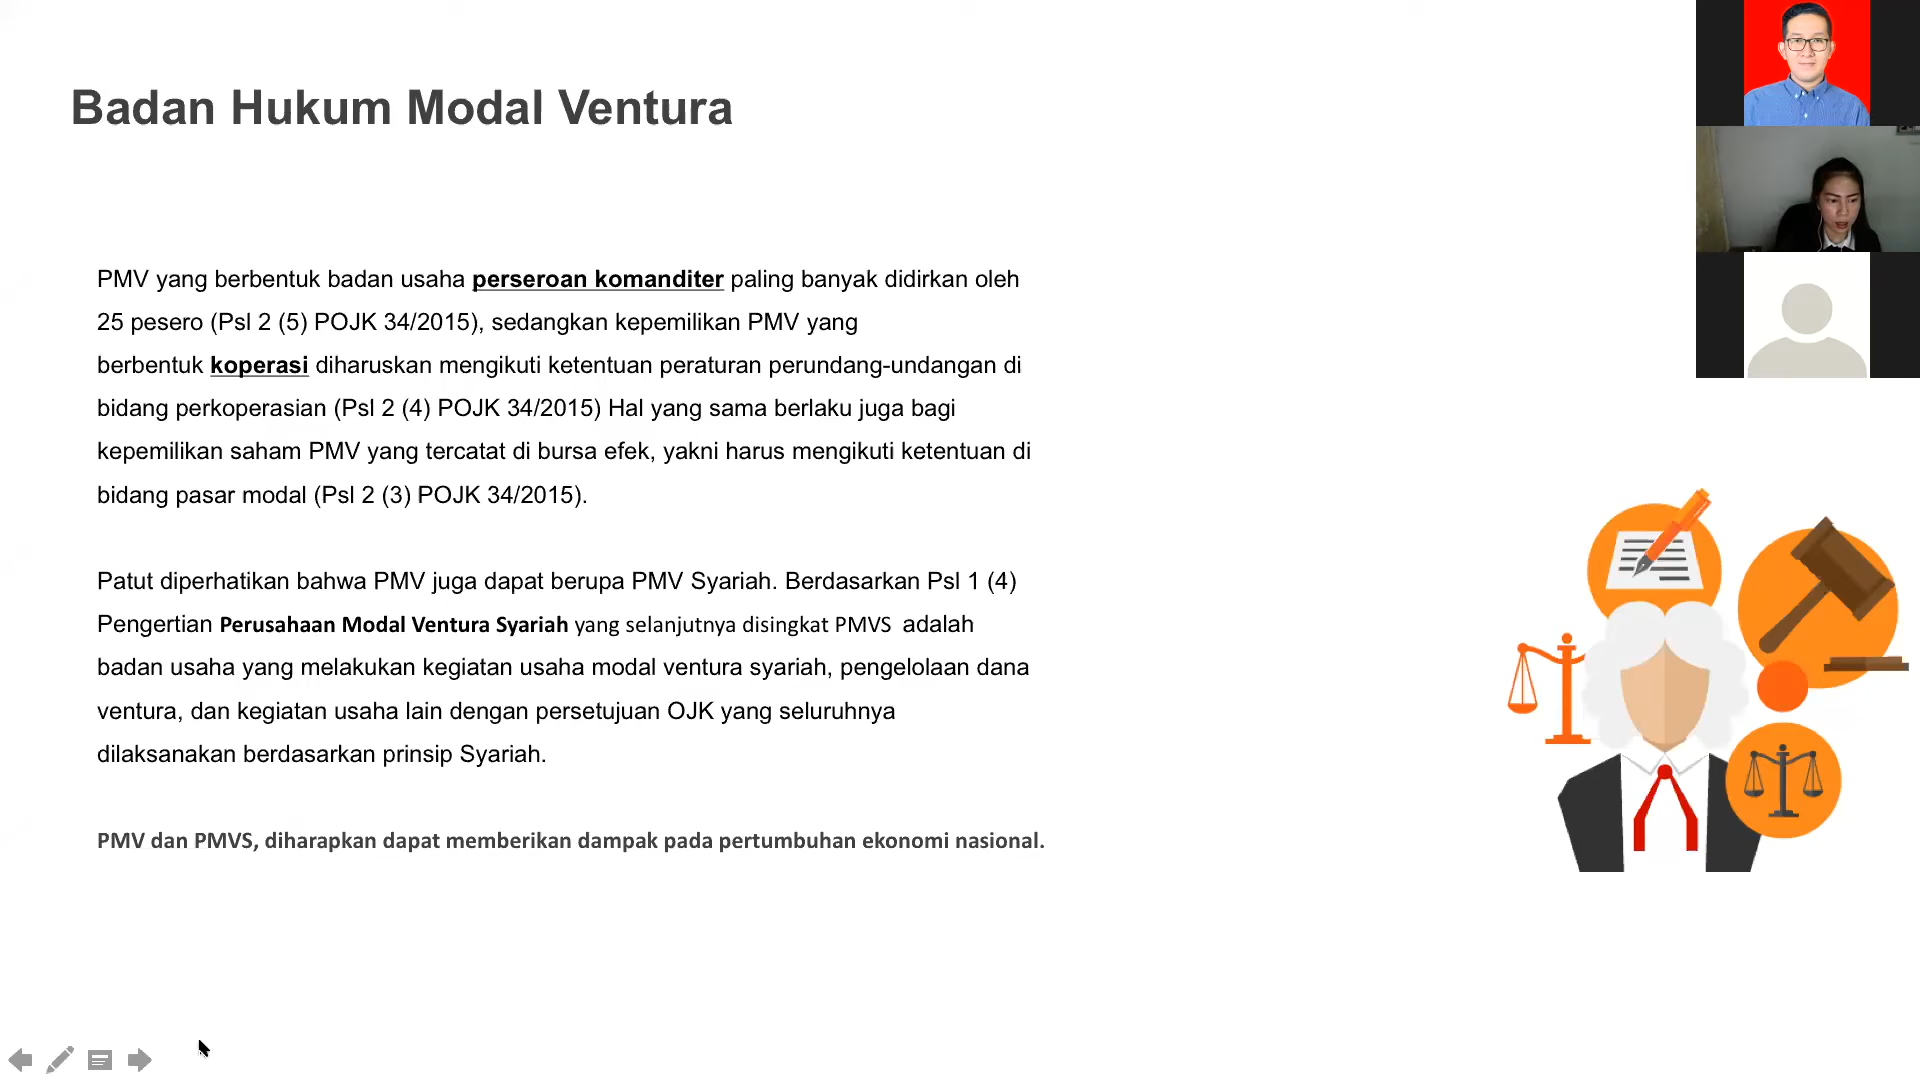 Badan Hukum Modal Ventura
PMV yang berbentuk badan usaha perseroan komanditer paling banyak didirkan oleh
25 pesero (Psl 2 (5) POJK 34/2015), sedangkan kepemilikan PMV yang
berbentuk koperasi diharuskan mengikuti ketentuan peraturan perundang-undangan di
bidang perkoperasian (Psl 2 (4) POJK 34/2015) Hal yang sama berlaku juga bagi
kepemilikan saham PMV yang tercatat di bursa efek, yakni harus mengikuti ketentuan di
bidang pasar modal (Psl 2 (3) POJK 34/2015).
Patut diperhatikan bahwa PMV juga dapat berupa PMV Syariah. Berdasarkan Psl 1 (4)
Pengertian Perusahaan Modal Ventura Syariah yang selanjutnya disingkat PMVS adalah
badan usaha yang melakukan kegiatan usaha modal ventura syariah, pengelolaan dana
ventura, dan kegiatan usaha lain dengan persetujuan OJK yang seluruhnya
dilaksanakan berdasarkan prinsip Syariah.
PMV dan PMVS, diharapkan dapat memberikan dampak pada pertumbuhan ekonomi nasional.